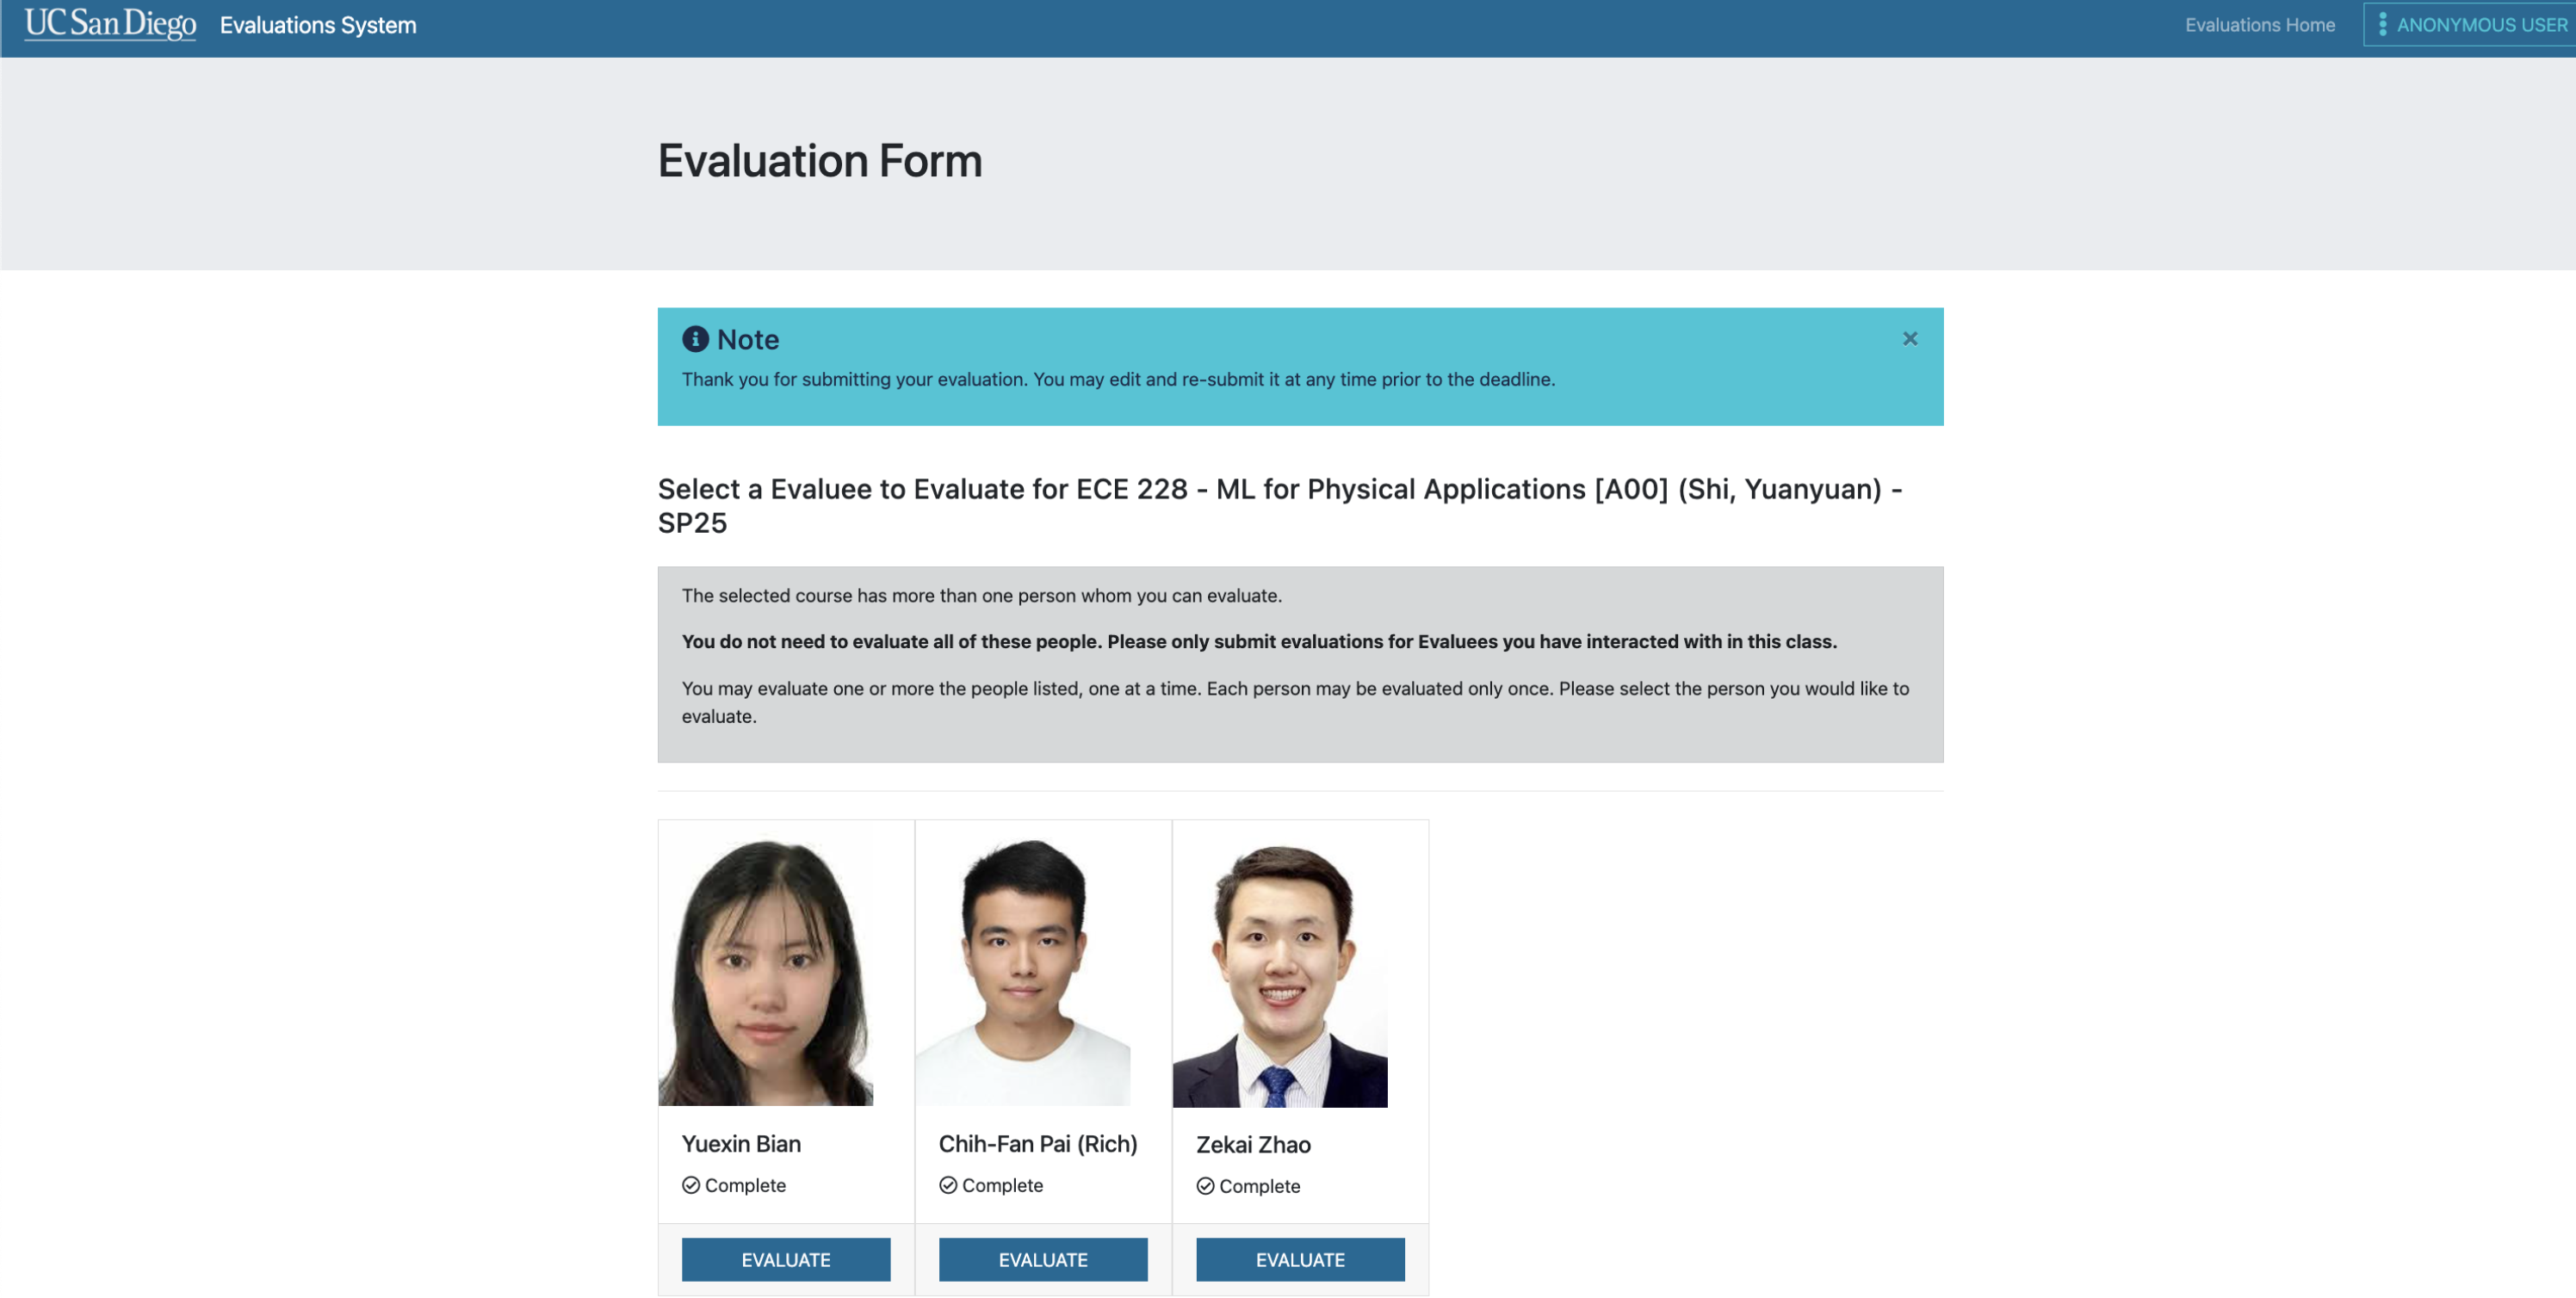 UC San Diego Evaluations System Evaluations Home ANONYMOUS USER
Evaluation Form
Note ×
Thank you for submitting your evaluation. You may edit and re-submit it at any time prior to the deadline.
Select a Evaluee to Evaluate for ECE 228 - ML for Physical Applications [A00] (Shi, Yuanyuan) -
SP25
The selected course has more than one person whom you can evaluate.
You do not need to evaluate all of these people. Please only submit evaluations for Evaluees you have interacted with in this class.
You may evaluate one or more the people listed, one at a time. Each person may be evaluated only once. Please select the person you would like to
evaluate.
Yuexin Bian
Complete
EVALUATE
Chih-Fan Pai (Rich)
Complete
EVALUATE
Zekai Zhao
Complete
EVALUATE